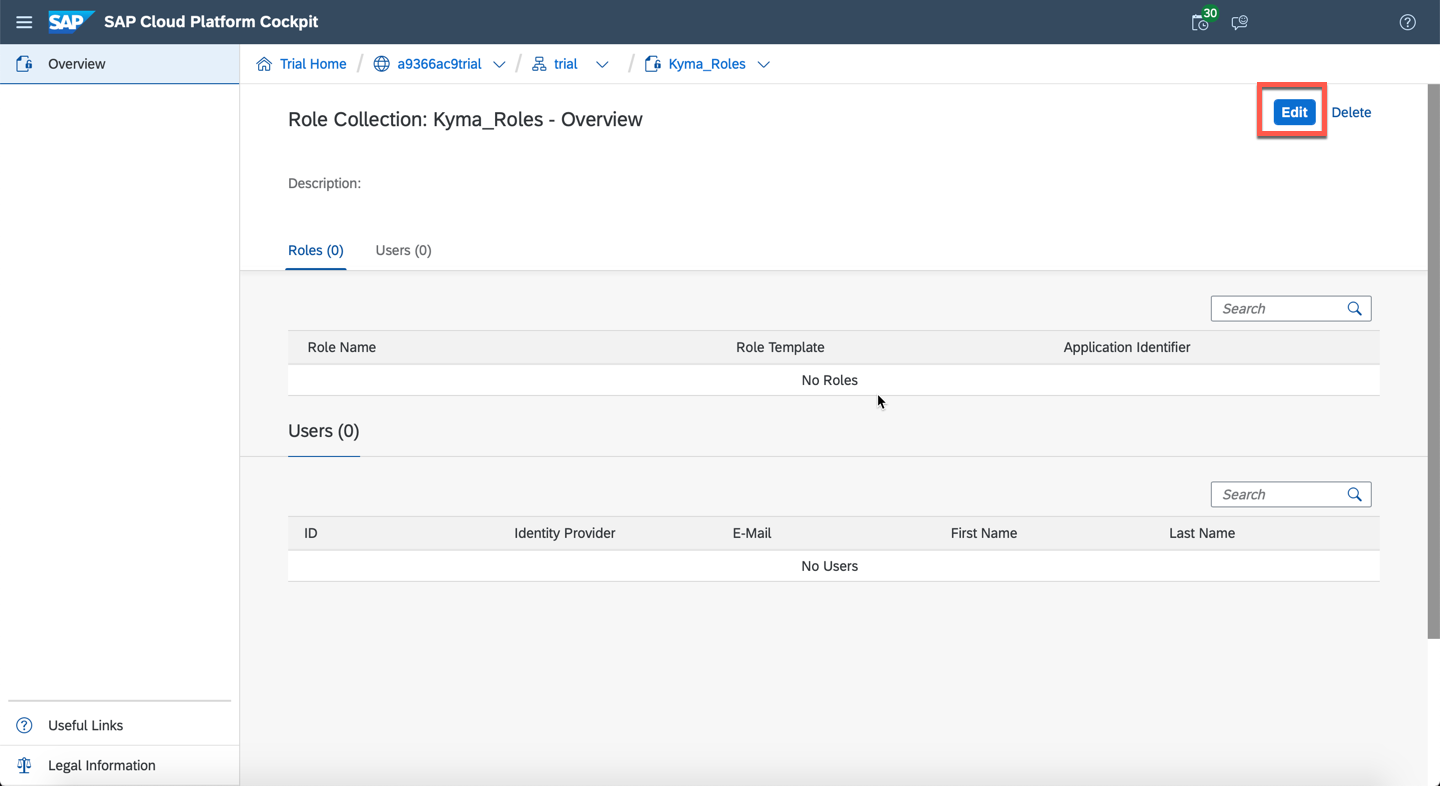 SAP SAP Cloud Platform Cockpit 30
Overview
Trial Home / a9366ac9trial / trial / Kyma_Roles
Role Collection: Kyma_Roles - Overview
Edit Delete
Description:
Roles (0) Users (0)
Search
Role Name Role Template Application Identifier
No Roles
Users (0)
Search
ID Identity Provider E-Mail First Name Last Name
No Users
Useful Links
Legal Information